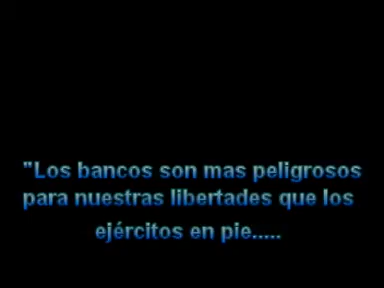 "Los bancos son mas peligrosos
para nuestras libertades que los
ejércitos en pie.....